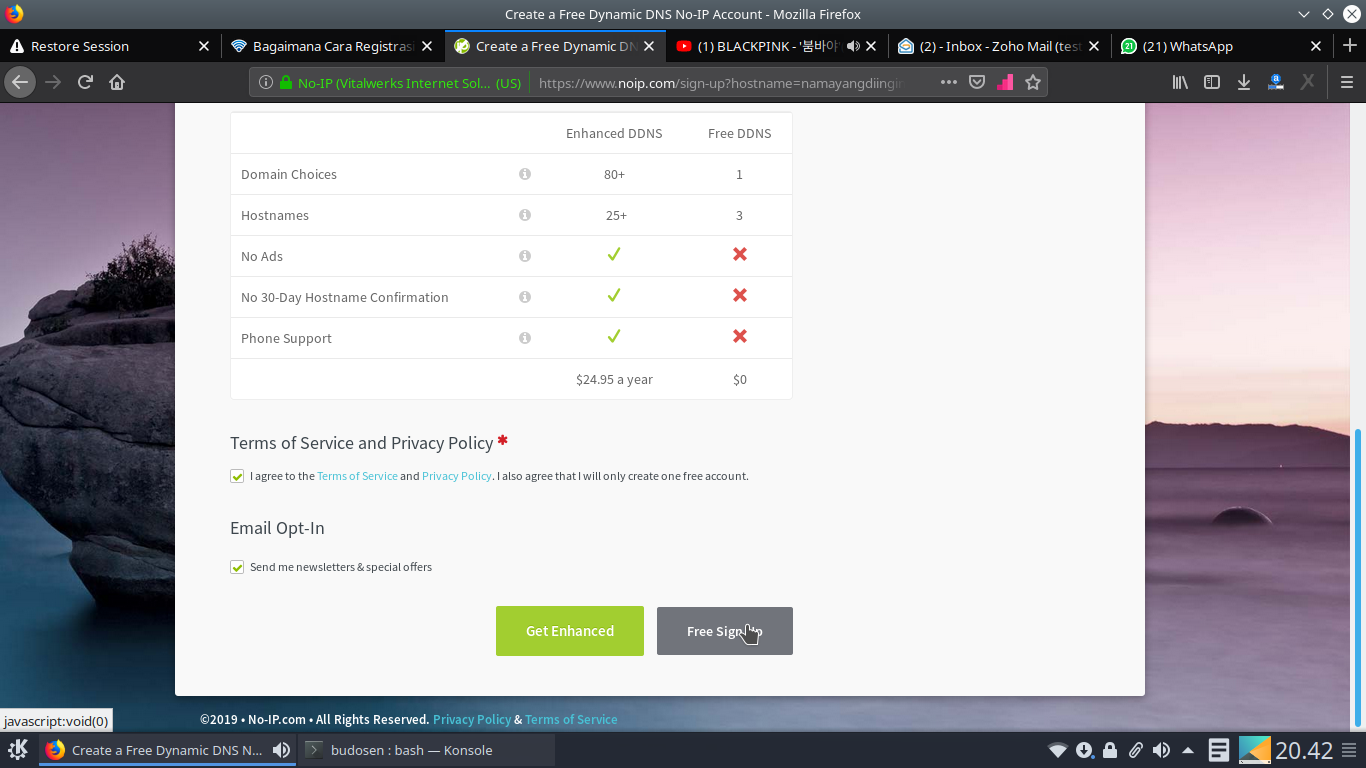 Create a Free Dynamic DNS No-IP Account - Mozilla Firefox
Restore Session
Bagaimana Cara Registrasi
Create a Free Dynamic DN
(1) BLACKPINK - '붐바야'
(2) - Inbox - Zoho Mail (test
(21) WhatsApp
No-IP (Vitalwerks Internet Sol... (US)
https://www.noip.com/sign-up?hostname=namayangdiingin
Enhanced DDNS Free DDNS
Domain Choices 80+ 1
Hostnames 25+ 3
No Ads
No 30-Day Hostname Confirmation
Phone Support
$24.95 a year $0
Terms of Service and Privacy Policy *
I agree to the Terms of Service and Privacy Policy. I also agree that I will only create one free account.
Email Opt-In
Send me newsletters & special offers
Get Enhanced
Free Sign Up
©2019 • No-IP.com • All Rights Reserved. Privacy Policy & Terms of Service
javascript:void(0)
Create a Free Dynamic DNS N...
budosen : bash — Konsole
20.42